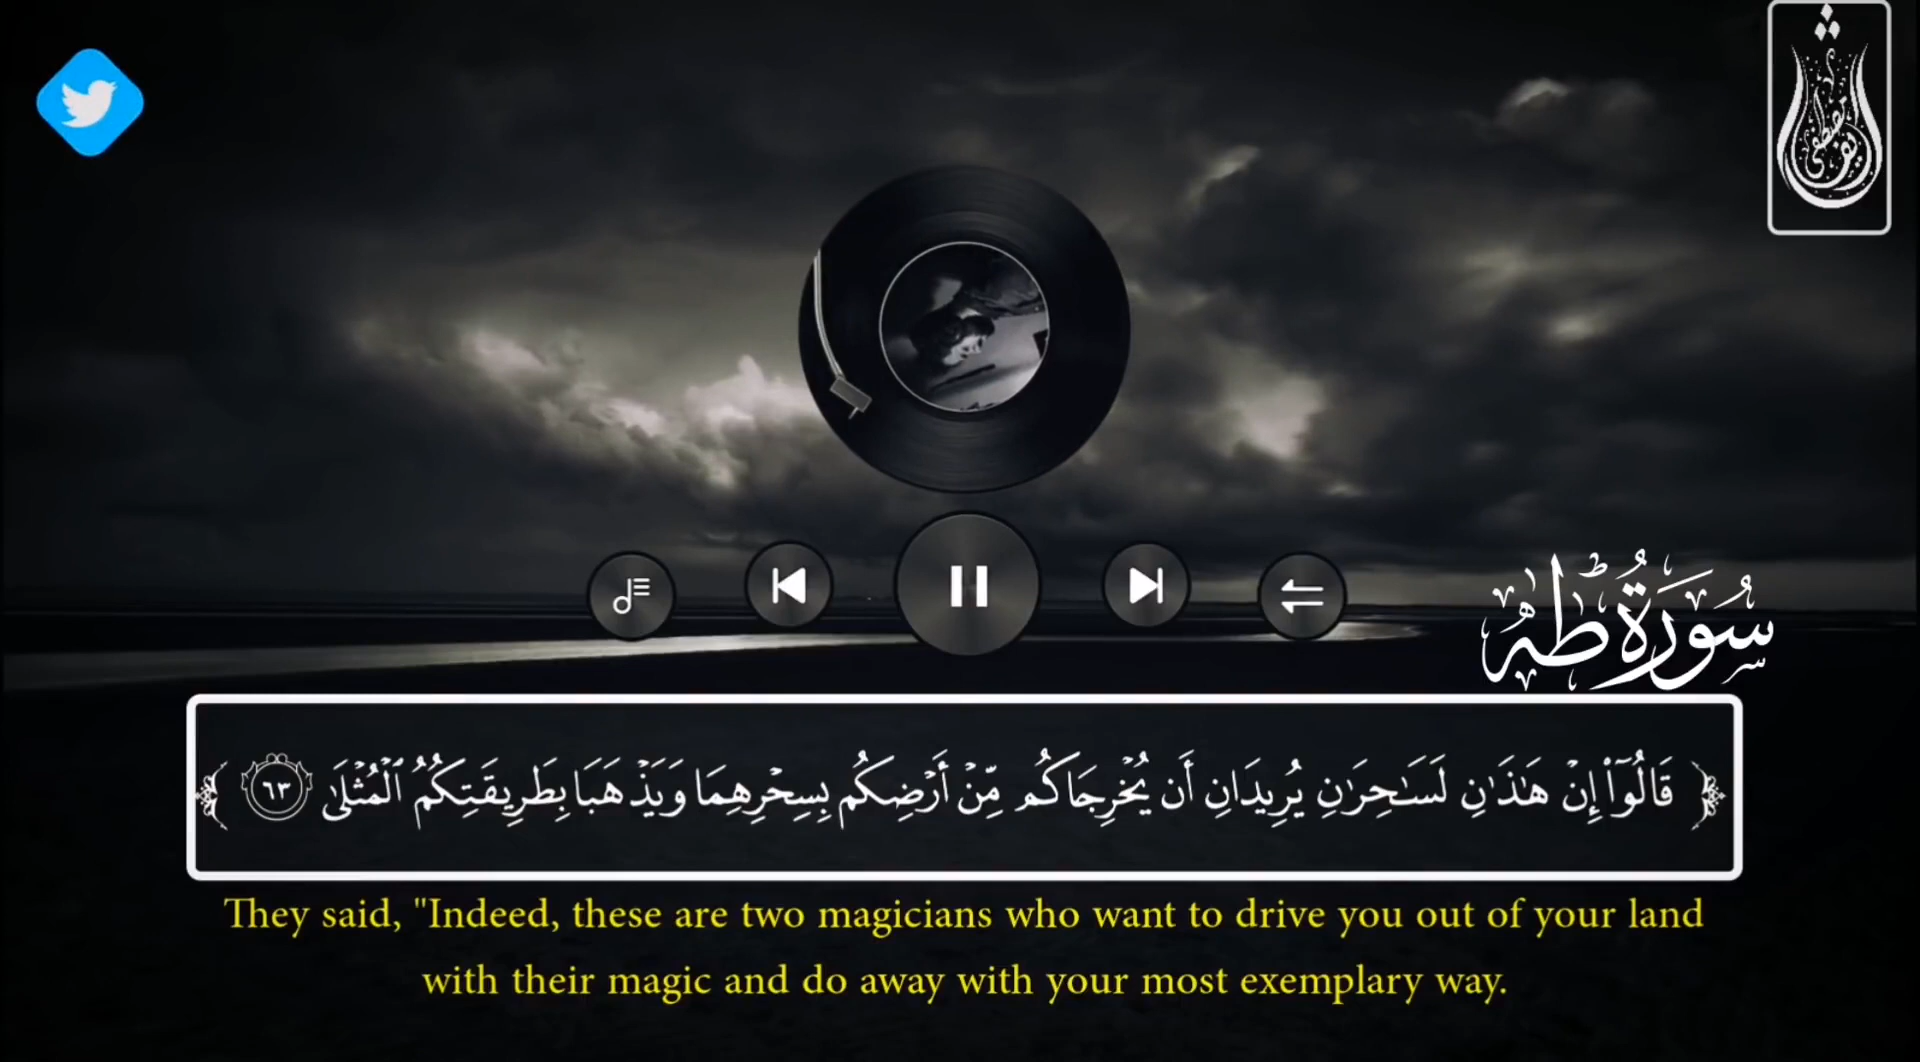 سُورَةُ طه
قَالُوٓا۟ إِنْ هَـٰذَٰنِ لَسَـٰحِرَٰنِ يُرِيدَانِ أَن يُخْرِجَاكُم مِّنْ أَرْضِكُم بِسِحْرِهِمَا وَيَذْهَبَا بِطَرِيقَتِكُمُ ٱلْمُثْلَىٰ ٦٣
They said, "Indeed, these are two magicians who want to drive you out of your land
with their magic and do away with your most exemplary way.